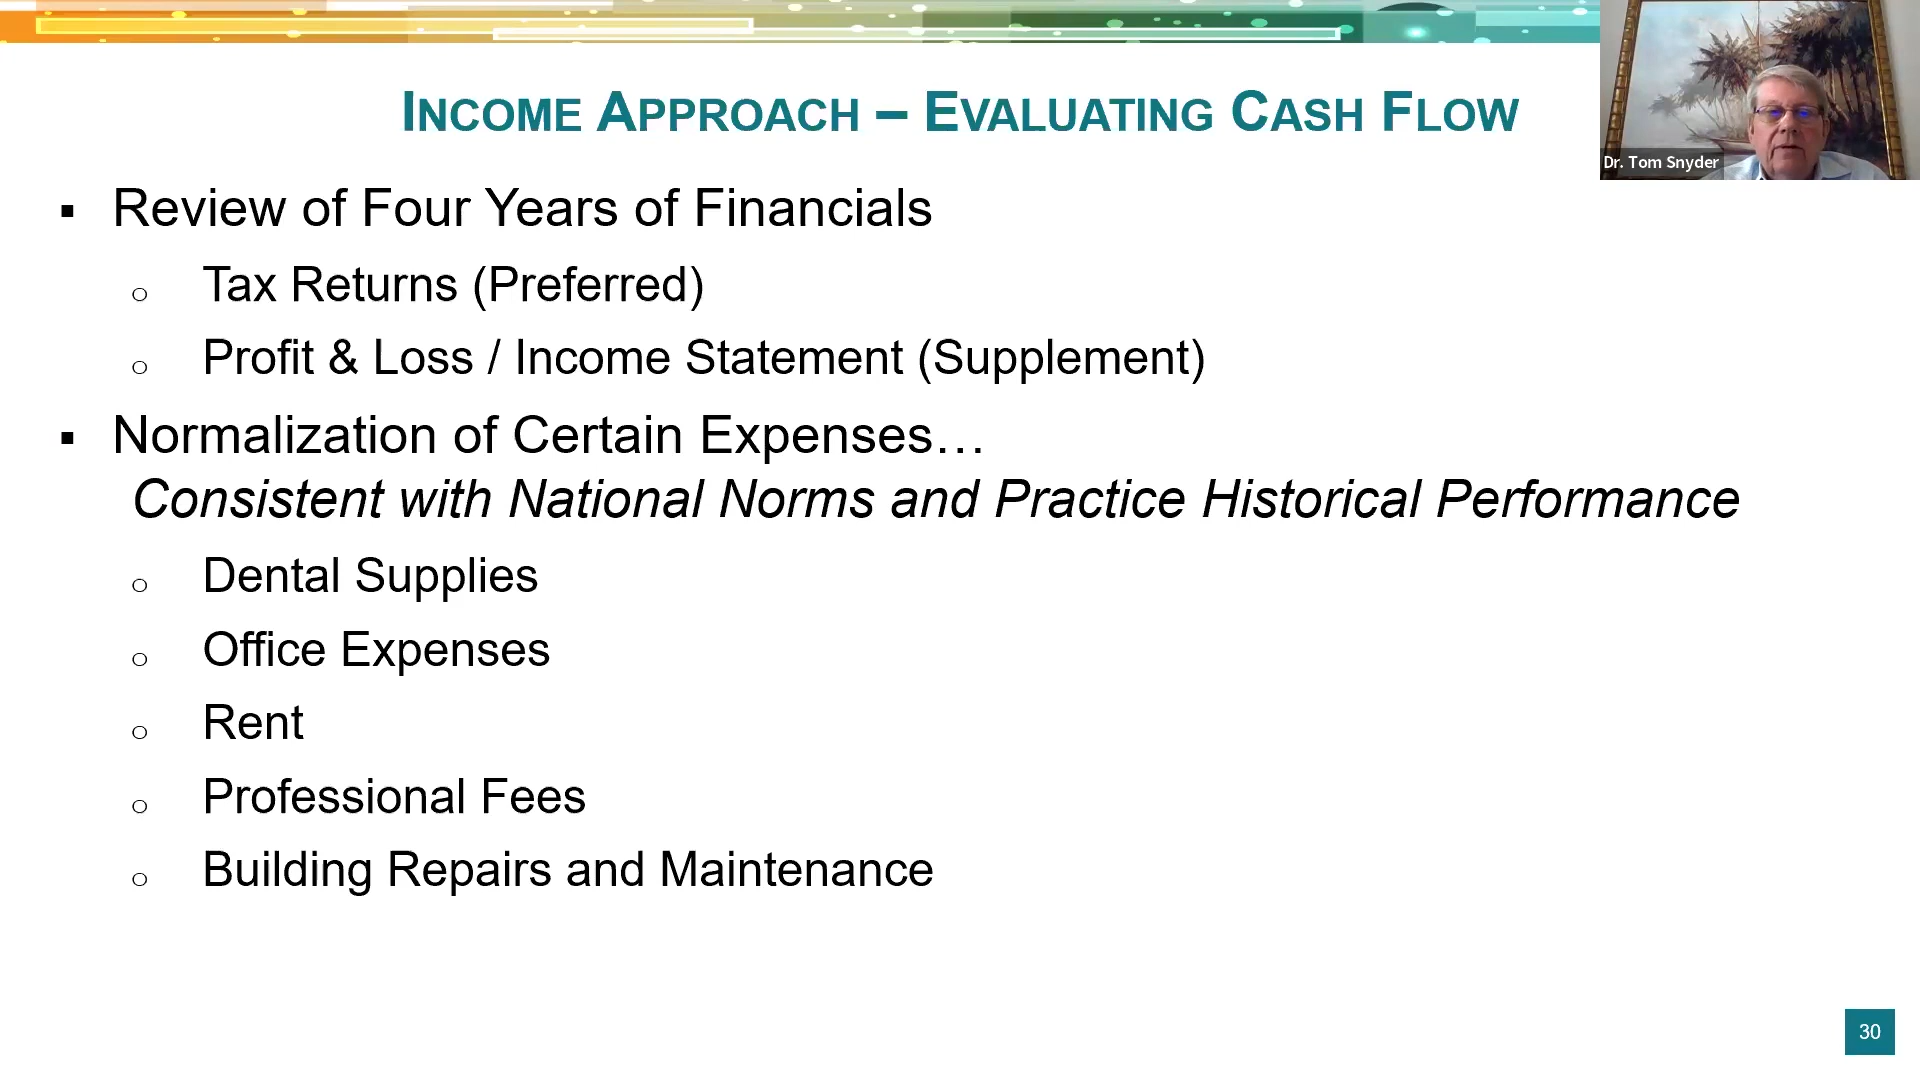 INCOME APPROACH – EVALUATING CASH FLOW
Dr. Tom Snyder
▪ Review of Four Years of Financials
o Tax Returns (Preferred)
o Profit & Loss / Income Statement (Supplement)
▪ Normalization of Certain Expenses…
Consistent with National Norms and Practice Historical Performance
o Dental Supplies
o Office Expenses
o Rent
o Professional Fees
o Building Repairs and Maintenance
30